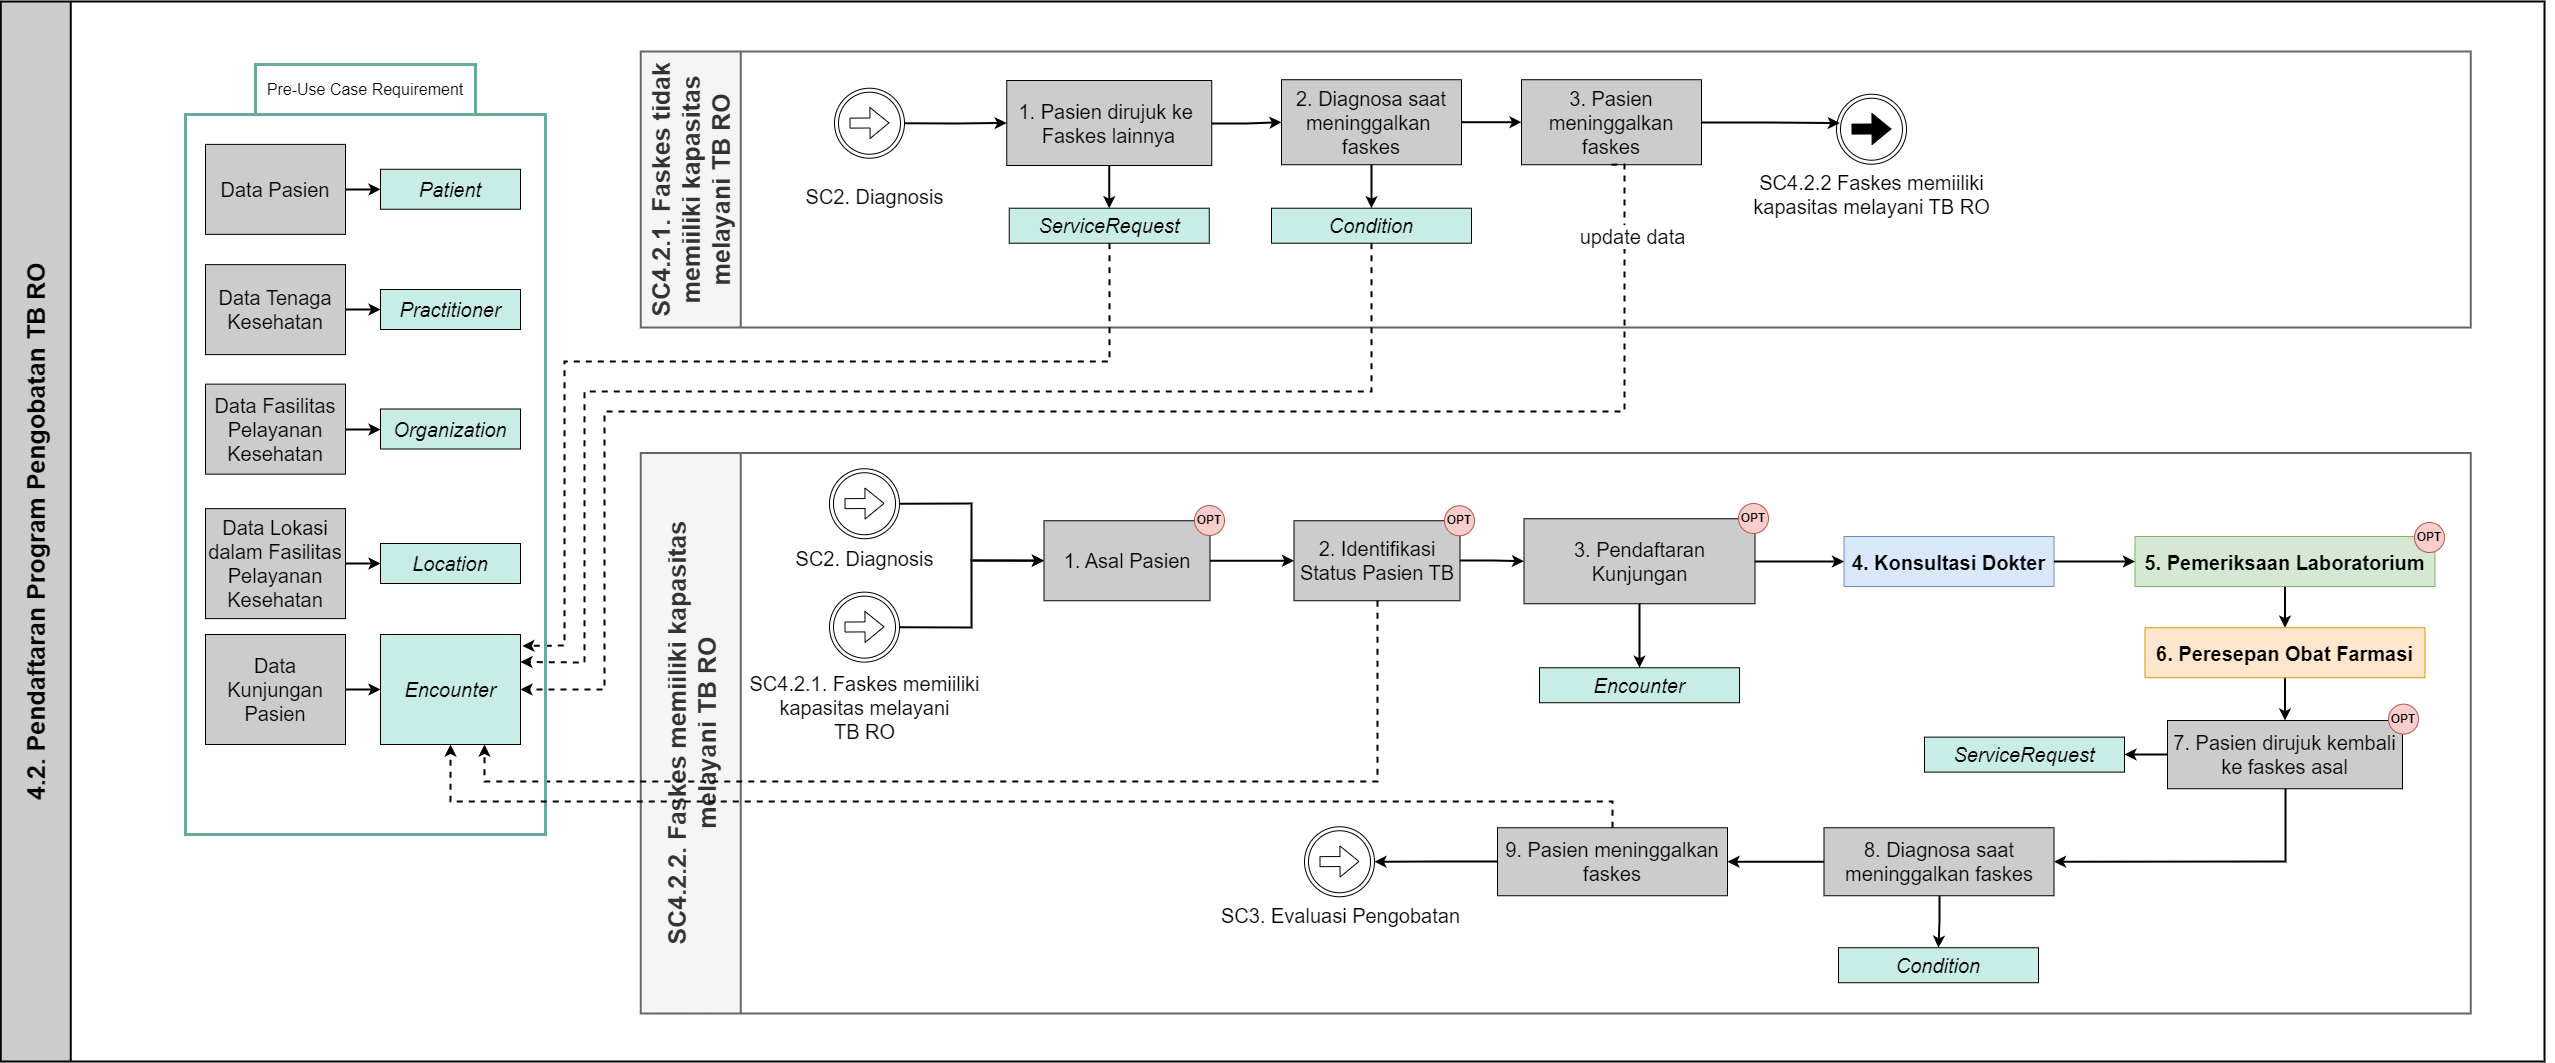 4.2. Pendaftaran Program Pengobatan TB RO
Pre-Use Case Requirement
Data Pasien
Patient
Data Tenaga
Kesehatan
Practitioner
Data Fasilitas
Pelayanan
Kesehatan
Organization
Data Lokasi
dalam Fasilitas
Pelayanan
Kesehatan
Location
Data
Kunjungan
Pasien
Encounter
SC4.2.1. Faskes tidak
memiiliki kapasitas
melayani TB RO
SC2. Diagnosis
1. Pasien dirujuk ke
Faskes lainnya
ServiceRequest
2. Diagnosa saat
meninggalkan
faskes
Condition
3. Pasien
meninggalkan
faskes
update data
SC4.2.2 Faskes memiiliki
kapasitas melayani TB RO
SC4.2.2. Faskes memiiliki kapasitas
melayani TB RO
SC2. Diagnosis
SC4.2.1. Faskes memiiliki
kapasitas melayani
TB RO
1. Asal Pasien
OPT
2. Identifikasi
Status Pasien TB
OPT
3. Pendaftaran
Kunjungan
OPT
Encounter
4. Konsultasi Dokter
5. Pemeriksaan Laboratorium
OPT
6. Peresepan Obat Farmasi
7. Pasien dirujuk kembali
ke faskes asal
OPT
ServiceRequest
8. Diagnosa saat
meninggalkan faskes
Condition
9. Pasien meninggalkan
faskes
SC3. Evaluasi Pengobatan